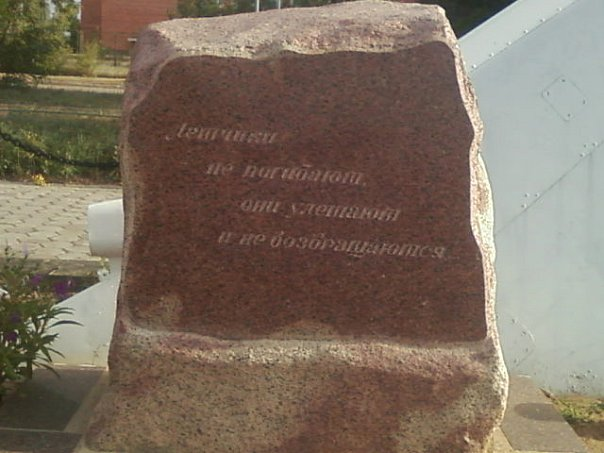 Летчики
не погибают,
они улетают
и не возвращаются